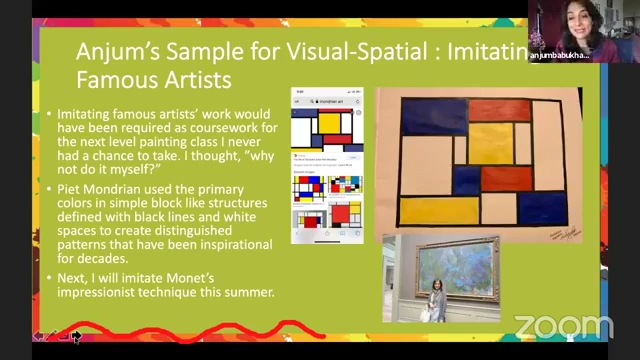 Anjum's Sample for Visual-Spatial : Imitating
Famous Artists
• Imitating famous artists' work would
have been required as coursework for
the next level painting class I never
had a chance to take. I thought, "why
not do it myself?"
• Piet Mondrian used the primary
colors in simple block like structures
defined with black lines and white
spaces to create distinguished
patterns that have been inspirational
for decades.
• Next, I will imitate Monet's
impressionist technique this summer.
mondrian art
anjumbabukha...
zoom